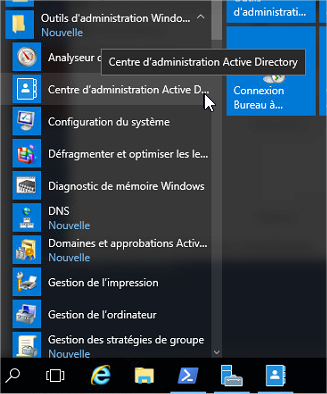 Outils d'administration Windo...
Nouvelle
Outils
d'administrati...
Analyseur d
Centre d'administration Active Directory
Centre d'administration Active D...
Connexion
Bureau à...
Configuration du système
Défragmenter et optimiser les le...
Diagnostic de mémoire Windows
DNS
Nouvelle
Domaines et approbations Activ...
Nouvelle
Gestion de l'impression
Gestion de l'ordinateur
Gestion des stratégies de groupe
Nouvelle